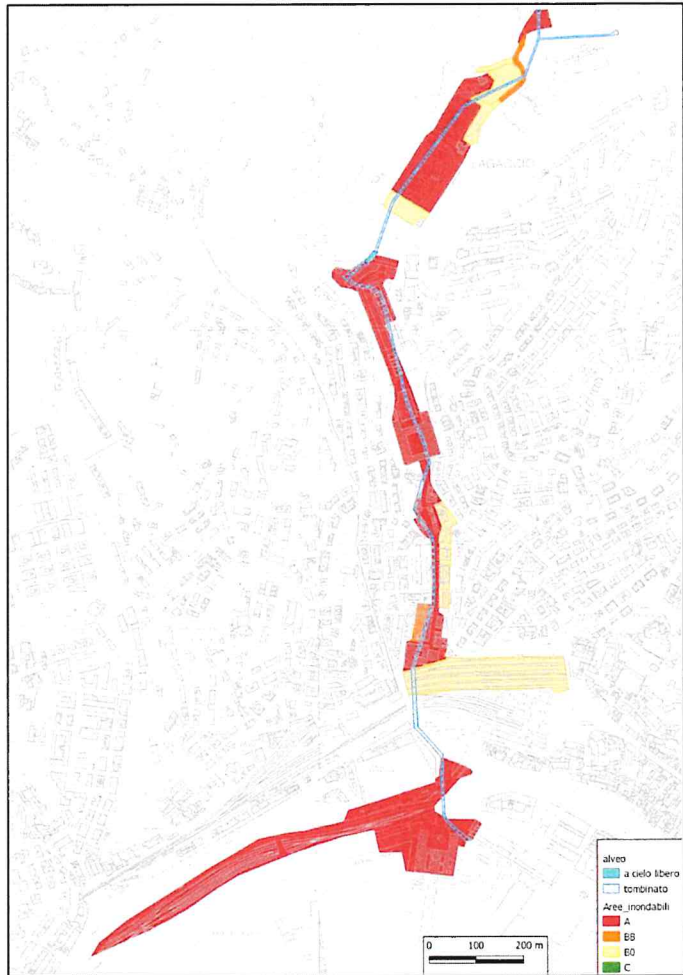 alveo
a cielo libero
tombinato
Aree_inondabili
A
BB
B0
C
0 100 200 m